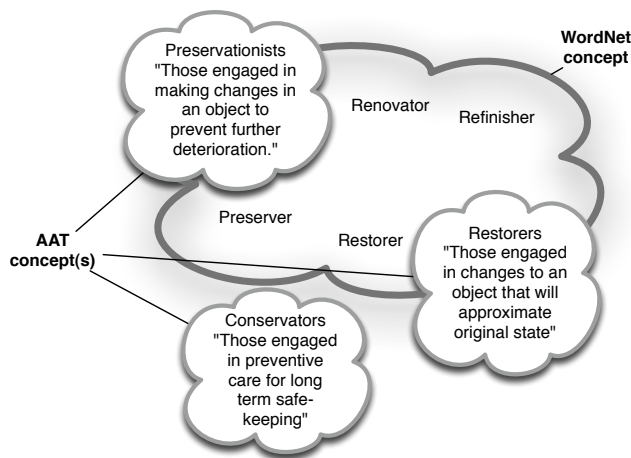 Preservationists
"Those engaged in
making changes in
an object to
prevent further
deterioration."
WordNet
concept
Renovator
Refinisher
Preserver
Restorer
AAT
concept(s)
Restorers
"Those engaged
in changes to an
object that will
approximate
original state"
Conservators
"Those engaged
in preventive
care for long
term safe-
keeping"